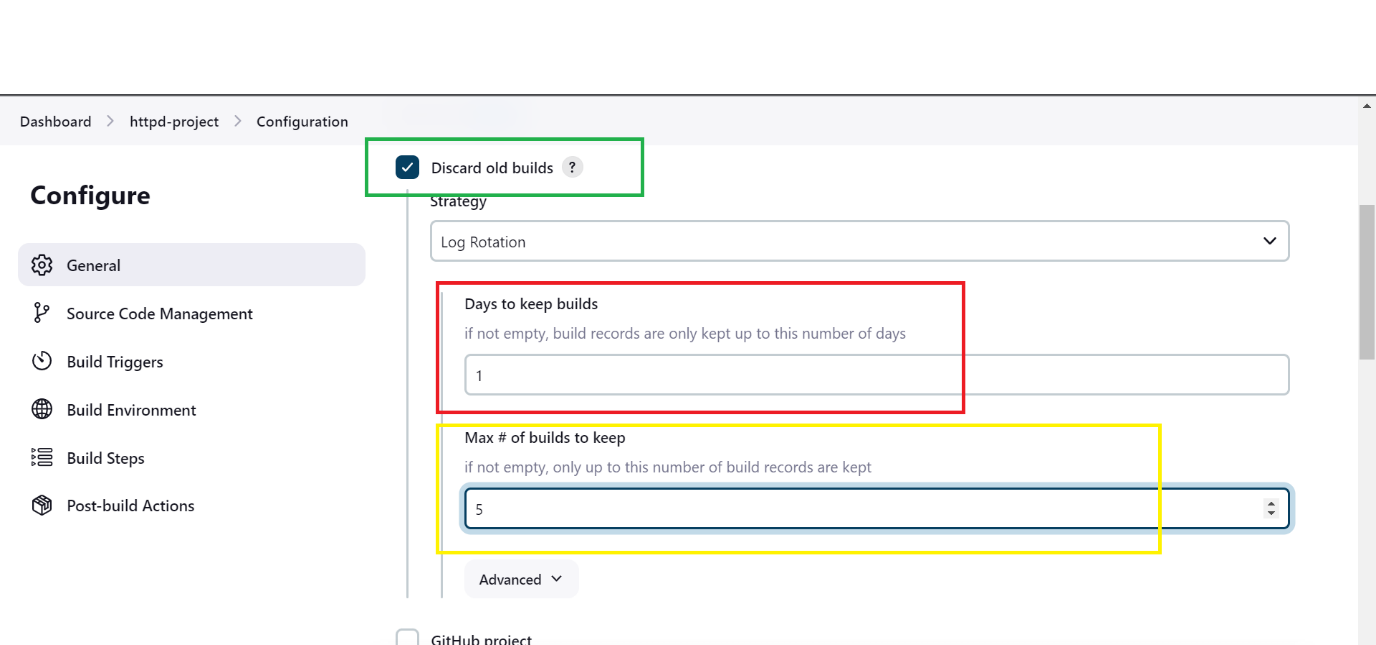 Dashboard > httpd-project > Configuration
Configure
General
Source Code Management
Build Triggers
Build Environment
Build Steps
Post-build Actions
Discard old builds ?
Strategy
Log Rotation
Days to keep builds
if not empty, build records are only kept up to this number of days
1
Max # of builds to keep
if not empty, only up to this number of build records are kept
5
Advanced
GitHub project